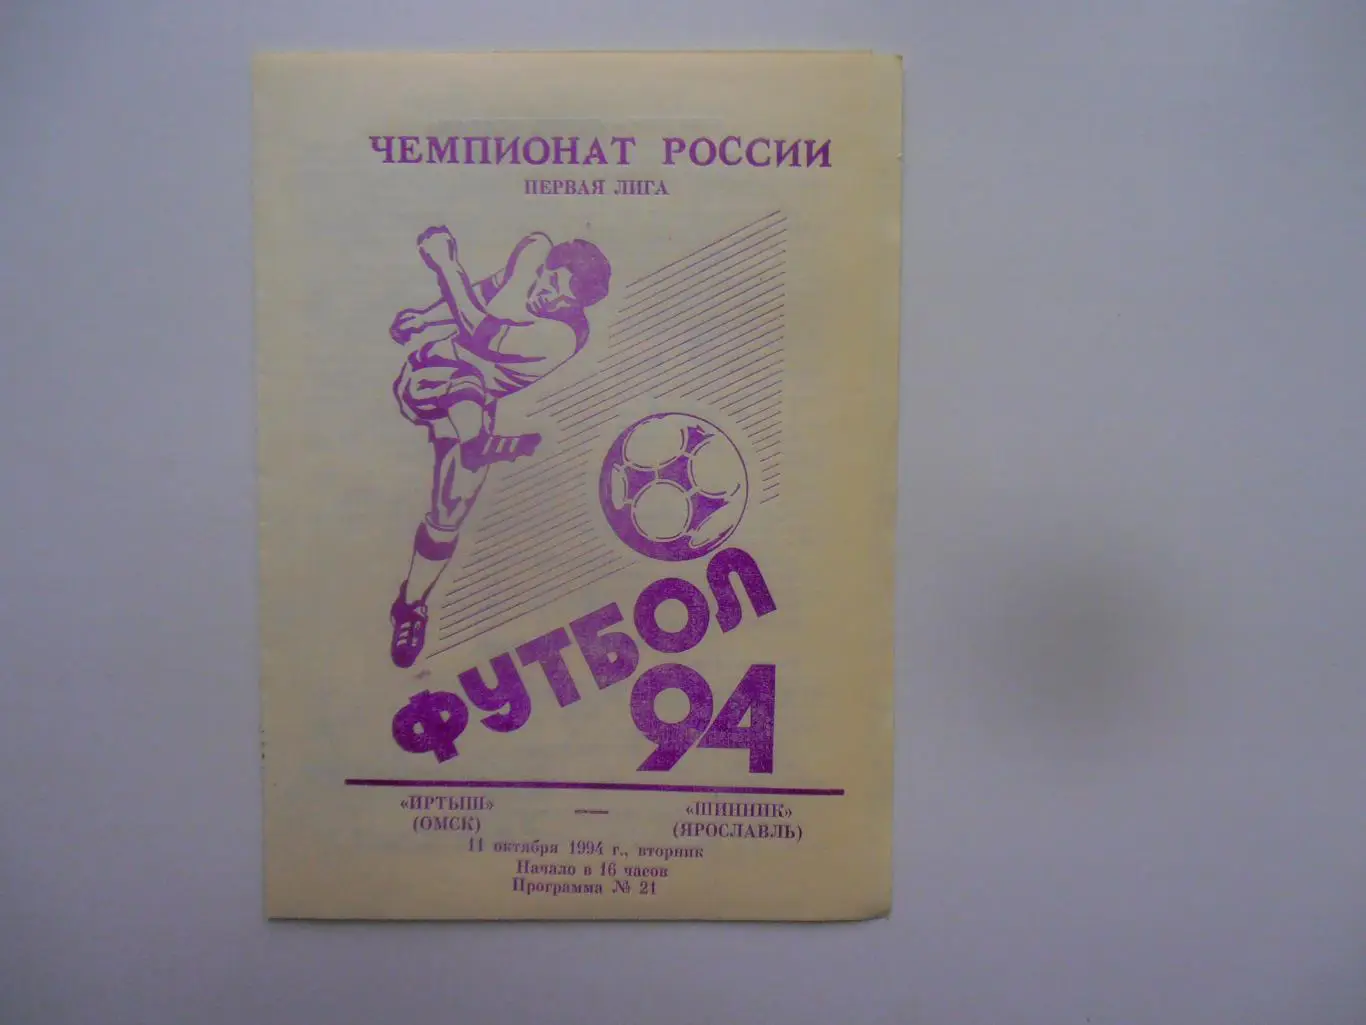 ЧЕМПИОНАТ РОССИИ
ПЕРВАЯ ЛИГА
ФУТБОЛ
94
«ИРТЫШ» — «ШИННИК»
(ОМСК) (ЯРОСЛАВЛЬ)
11 октября 1994 г., вторник
Начало в 16 часов
Программа № 21